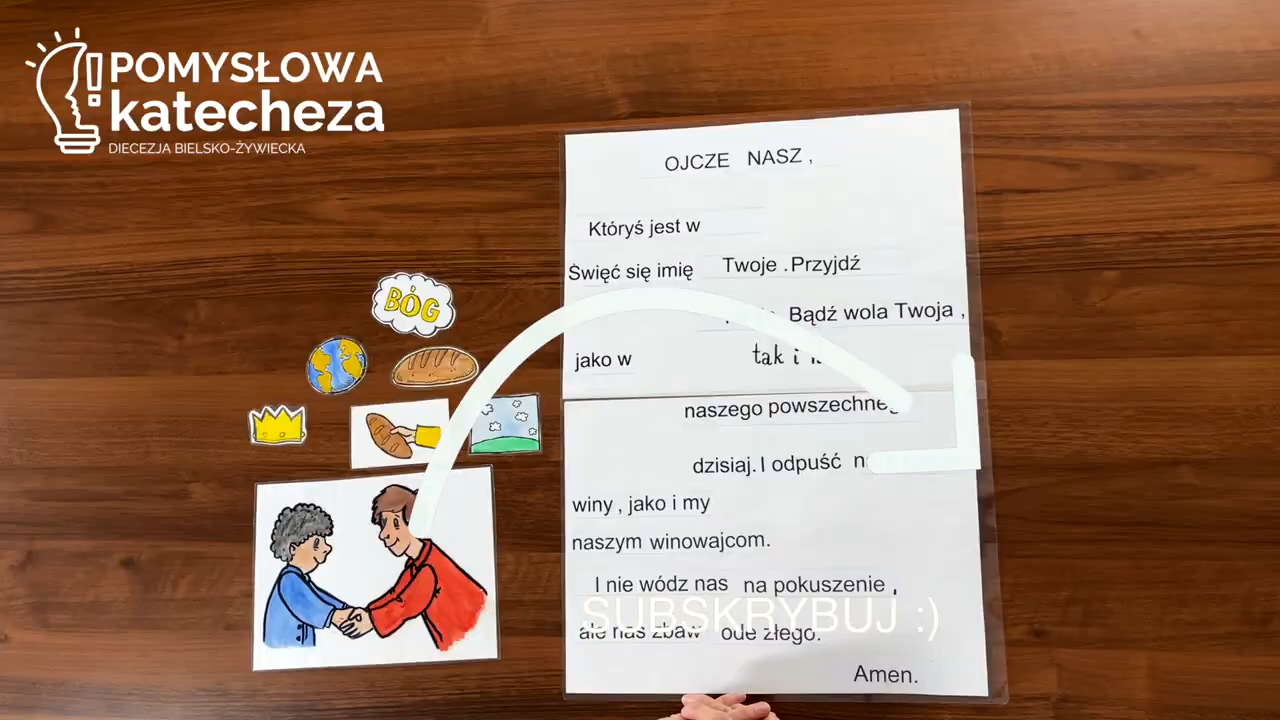 POMYSŁOWA
katecheza
DIECEZJA BIELSKO-ŻYWIECKA
BÓG
OJCZE NASZ ,
Któryś jest w
Święć się imię Twoje . Przyjdź
Bądź wola Twoja ,
jako w tak i
naszego powszechneg
dzisiaj. I odpuść
winy , jako i my
naszym winowajcom.
I nie wódz nas na pokuszenie ,
SUBSKRYBUJ :)
ale nas zbaw ode złego.
Amen.